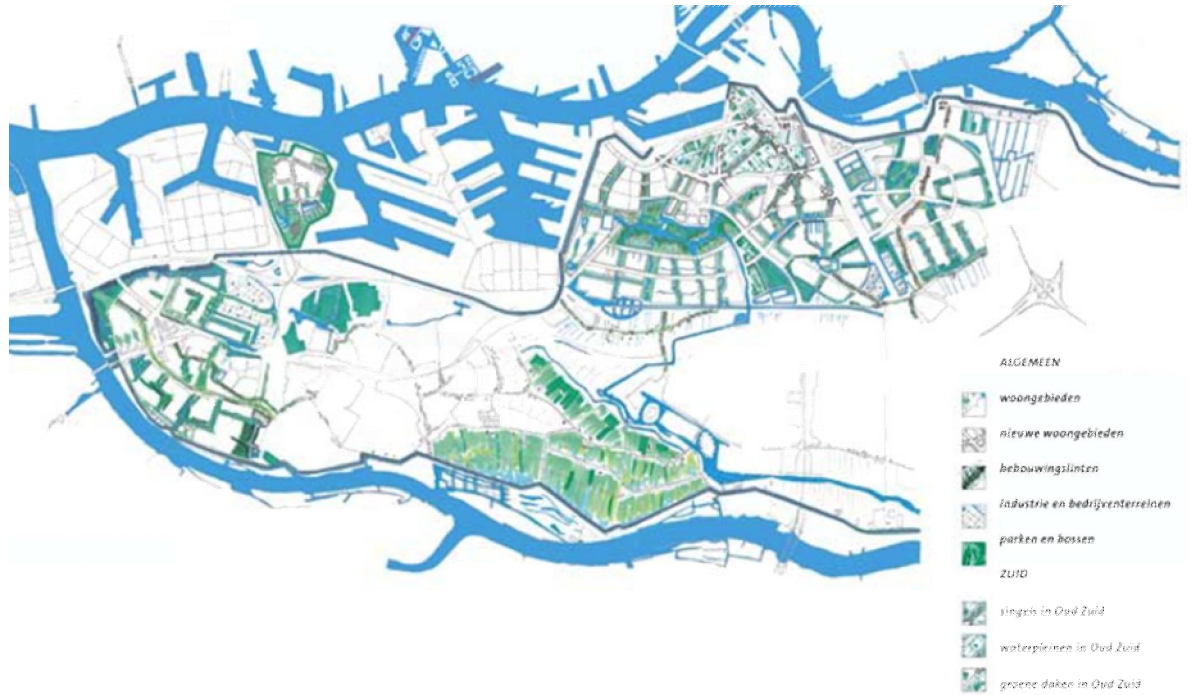 ALGEMEEN
woongebieden
nieuwe woongebieden
bebouwingslinten
industrie en bedrijventerreinen
parken en bossen
ZUID
singels in Oud Zuid
waterpleinen in Oud Zuid
groene daken in Oud Zuid